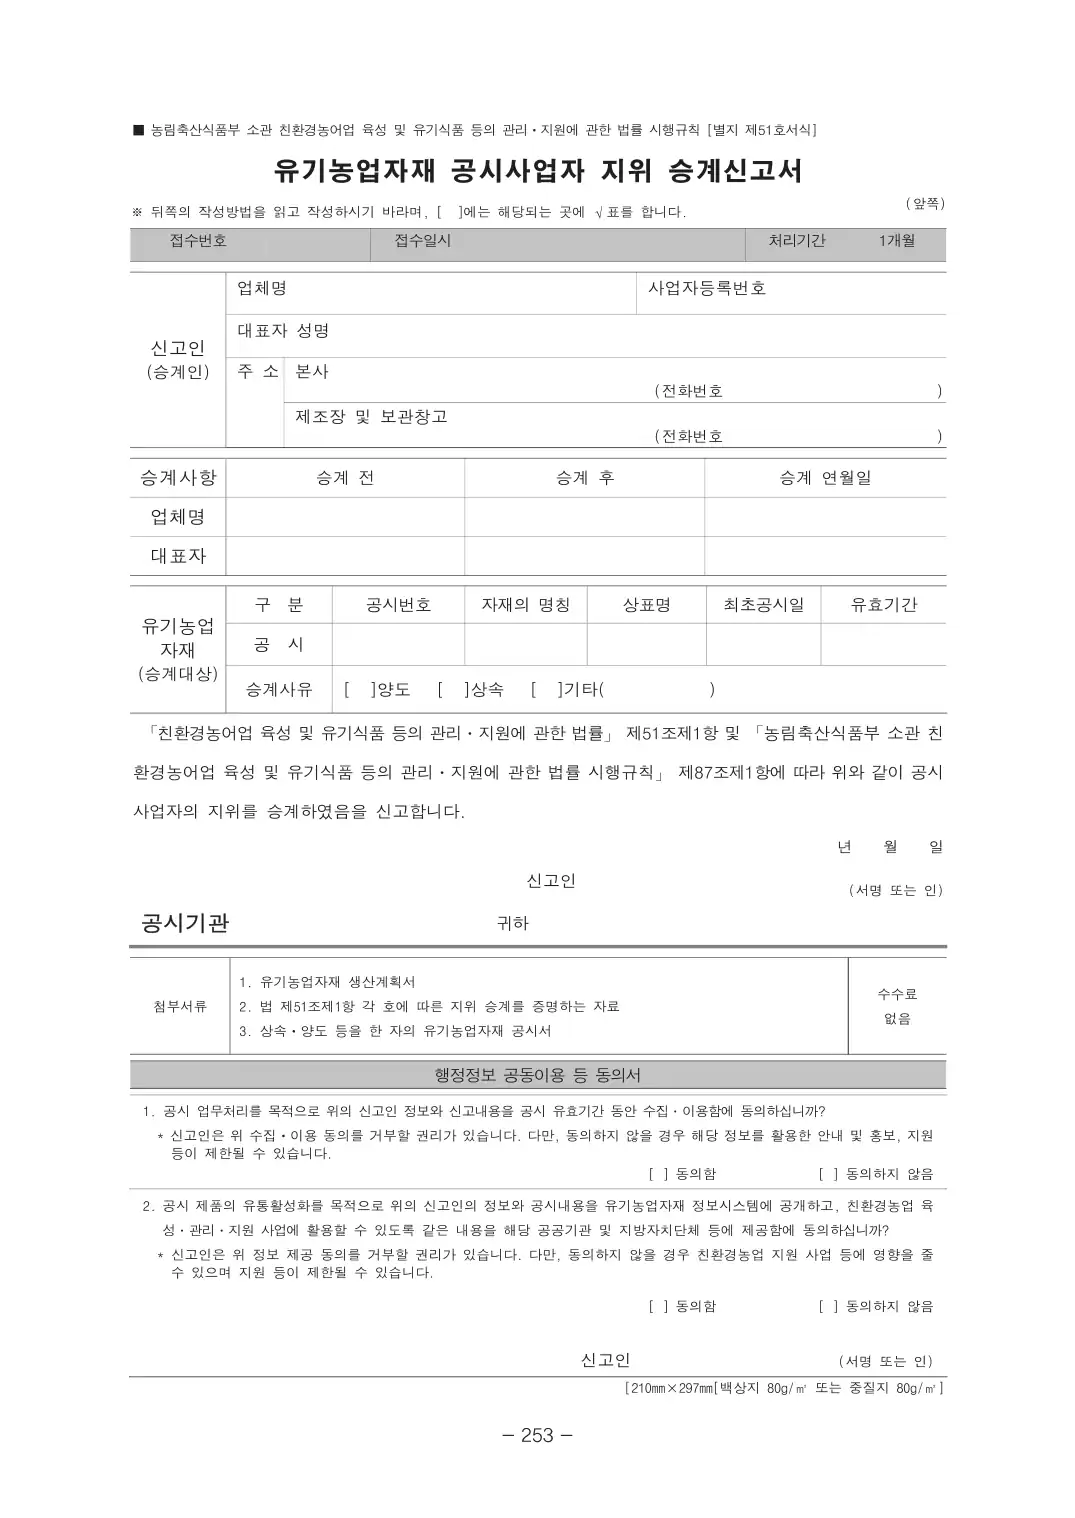 ■ 농림축산식품부 소관 친환경농어업 육성 및 유기식품 등의 관리·지원에 관한 법률 시행규칙 [별지 제51호서식]
유기농업자재 공시사업자 지위 승계신고서
※ 뒤쪽의 작성방법을 읽고 작성하시기 바라며, [ ]에는 해당되는 곳에 √표를 합니다. (앞쪽)
접수번호 접수일시 처리기간 1개월
신고인
(승계인)
업체명 사업자등록번호
대표자 성명
주 소 본사
(전화번호 )
제조장 및 보관창고
(전화번호 )
승계사항 승계 전 승계 후 승계 연월일
업체명
대표자
유기농업
자재
(승계대상)
구 분 공시번호 자재의 명칭 상표명 최초공시일 유효기간
공 시
승계사유 [ ]양도 [ ]상속 [ ]기타( )
「친환경농어업 육성 및 유기식품 등의 관리·지원에 관한 법률」 제51조제1항 및 「농림축산식품부 소관 친
환경농어업 육성 및 유기식품 등의 관리·지원에 관한 법률 시행규칙」 제87조제1항에 따라 위와 같이 공시
사업자의 지위를 승계하였음을 신고합니다.
년 월 일
신고인 (서명 또는 인)
공시기관 귀하
첨부서류
1. 유기농업자재 생산계획서
2. 법 제51조제1항 각 호에 따른 지위 승계를 증명하는 자료
3. 상속·양도 등을 한 자의 유기농업자재 공시서
수수료
없음
행정정보 공동이용 등 동의서
1. 공시 업무처리를 목적으로 위의 신고인 정보와 신고내용을 공시 유효기간 동안 수집·이용함에 동의하십니까?
* 신고인은 위 수집·이용 동의를 거부할 권리가 있습니다. 다만, 동의하지 않을 경우 해당 정보를 활용한 안내 및 홍보, 지원
등이 제한될 수 있습니다.
[ ] 동의함 [ ] 동의하지 않음
2. 공시 제품의 유통활성화를 목적으로 위의 신고인의 정보와 공시내용을 유기농업자재 정보시스템에 공개하고, 친환경농업 육
성·관리·지원 사업에 활용할 수 있도록 같은 내용을 해당 공공기관 및 지방자치단체 등에 제공함에 동의하십니까?
* 신고인은 위 정보 제공 동의를 거부할 권리가 있습니다. 다만, 동의하지 않을 경우 친환경농업 지원 사업 등에 영향을 줄
수 있으며 지원 등이 제한될 수 있습니다.
[ ] 동의함 [ ] 동의하지 않음
신고인 (서명 또는 인)
[210㎜×297㎜[백상지 80g/㎡ 또는 중질지 80g/㎡]
- 253 -